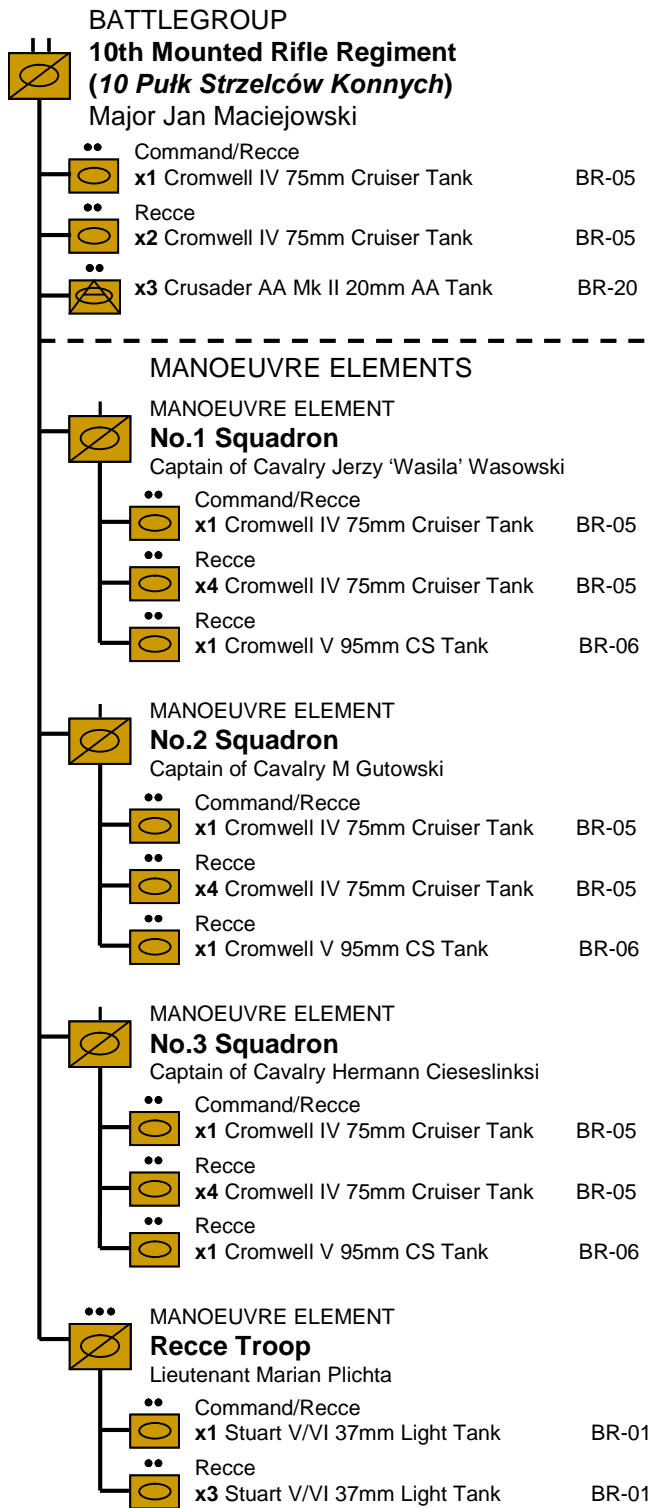 BATTLEGROUP
10th Mounted Rifle Regiment
(10 Pułk Strzelców Konnych)
Major Jan Maciejowski
Command/Recce
x1 Cromwell IV 75mm Cruiser Tank BR-05
Recce
x2 Cromwell IV 75mm Cruiser Tank BR-05
x3 Crusader AA Mk II 20mm AA Tank BR-20
MANOEUVRE ELEMENTS
MANOEUVRE ELEMENT
No.1 Squadron
Captain of Cavalry Jerzy ‘Wasila’ Wasowski
Command/Recce
x1 Cromwell IV 75mm Cruiser Tank BR-05
Recce
x4 Cromwell IV 75mm Cruiser Tank BR-05
Recce
x1 Cromwell V 95mm CS Tank BR-06
MANOEUVRE ELEMENT
No.2 Squadron
Captain of Cavalry M Gutowski
Command/Recce
x1 Cromwell IV 75mm Cruiser Tank BR-05
Recce
x4 Cromwell IV 75mm Cruiser Tank BR-05
Recce
x1 Cromwell V 95mm CS Tank BR-06
MANOEUVRE ELEMENT
No.3 Squadron
Captain of Cavalry Hermann Cieseslinksi
Command/Recce
x1 Cromwell IV 75mm Cruiser Tank BR-05
Recce
x4 Cromwell IV 75mm Cruiser Tank BR-05
Recce
x1 Cromwell V 95mm CS Tank BR-06
MANOEUVRE ELEMENT
Recce Troop
Lieutenant Marian Plichta
Command/Recce
x1 Stuart V/VI 37mm Light Tank BR-01
Recce
x3 Stuart V/VI 37mm Light Tank BR-01